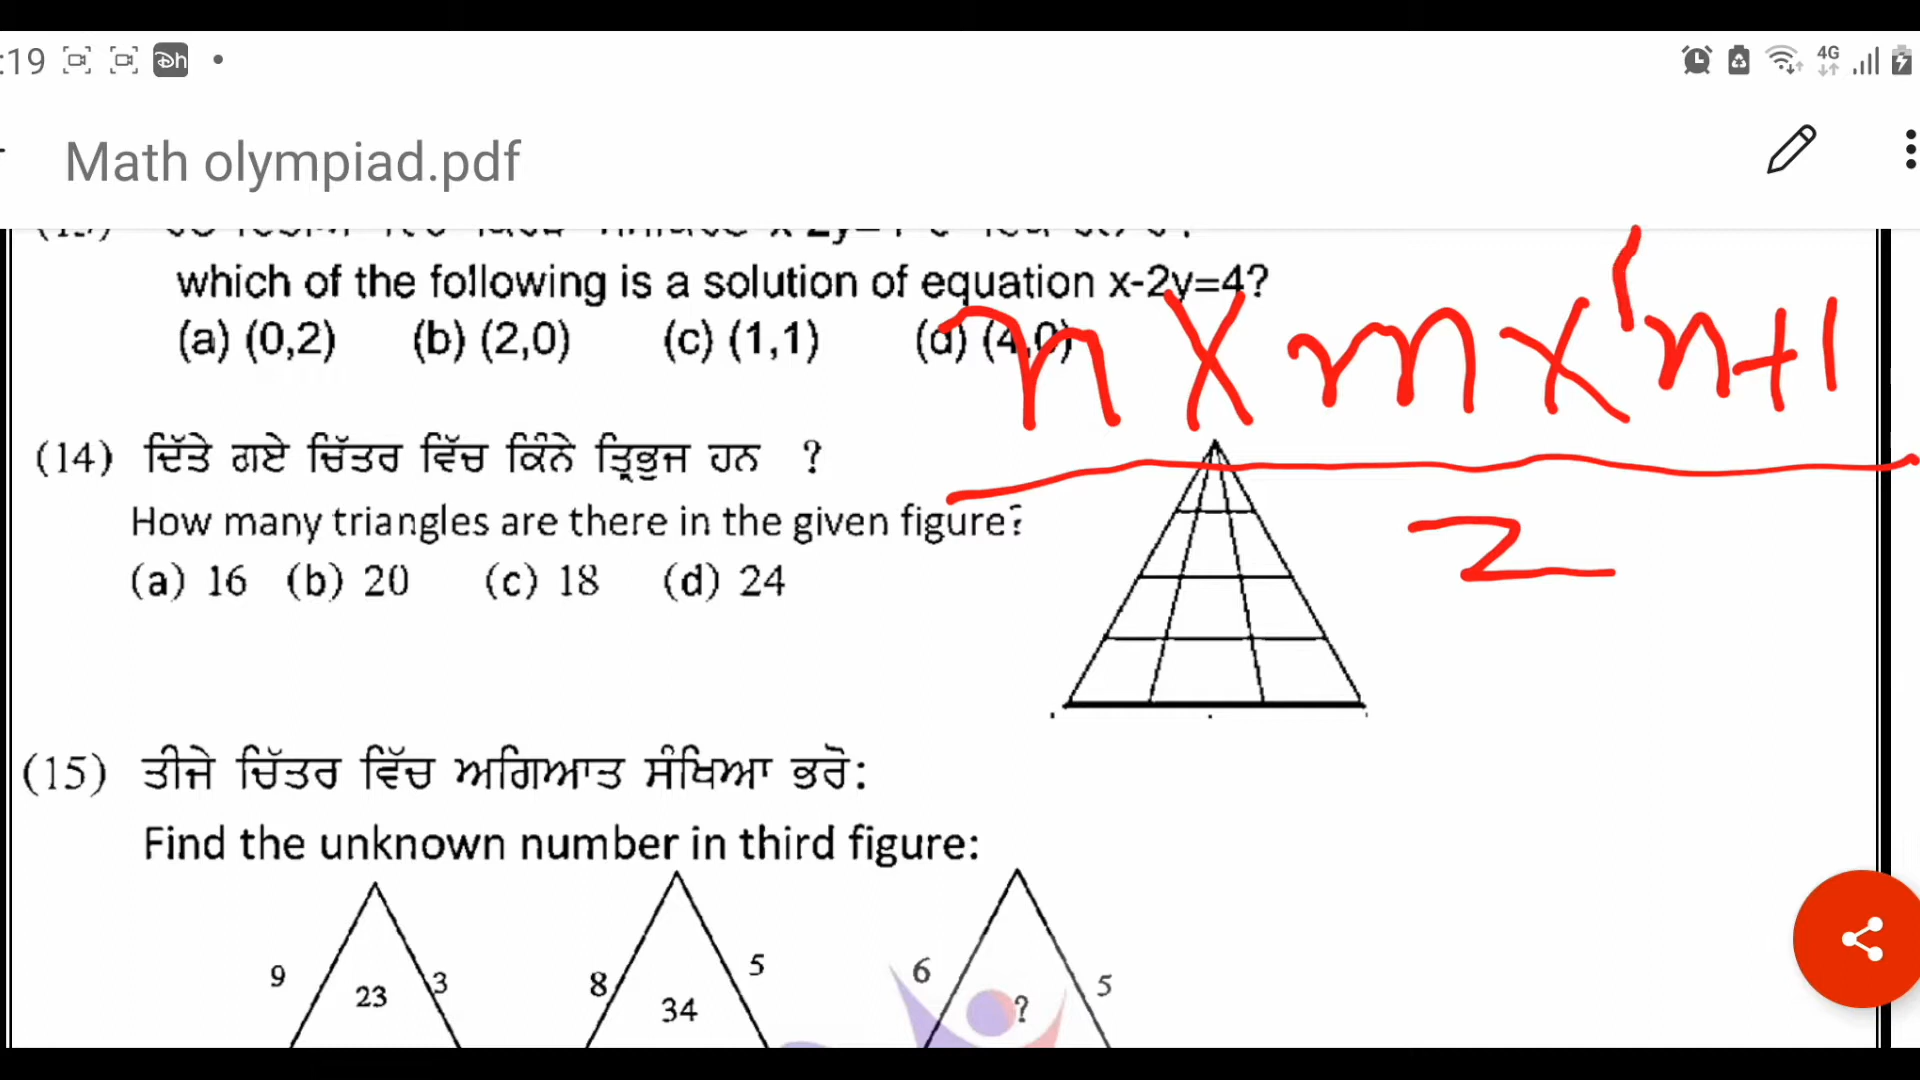 :19 Dh 4G
Math olympiad.pdf
which of the following is a solution of equation x-2y=4?
(a) (0,2) (b) (2,0) (c) (1,1) (d) (4,0)
n X m X n+1
2
(14) ਦਿੱਤੇ ਗਏ ਚਿੱਤਰ ਵਿੱਚ ਕਿੰਨੇ ਤ੍ਰਿਭੁਜ ਹਨ ?
How many triangles are there in the given figure?
(a) 16 (b) 20 (c) 18 (d) 24
(15) ਤੀਜੇ ਚਿੱਤਰ ਵਿੱਚ ਅਗਿਆਤ ਸੰਖਿਆ ਭਰੋ:
Find the unknown number in third figure:
9 23 3 8 34 5 6 ? 5